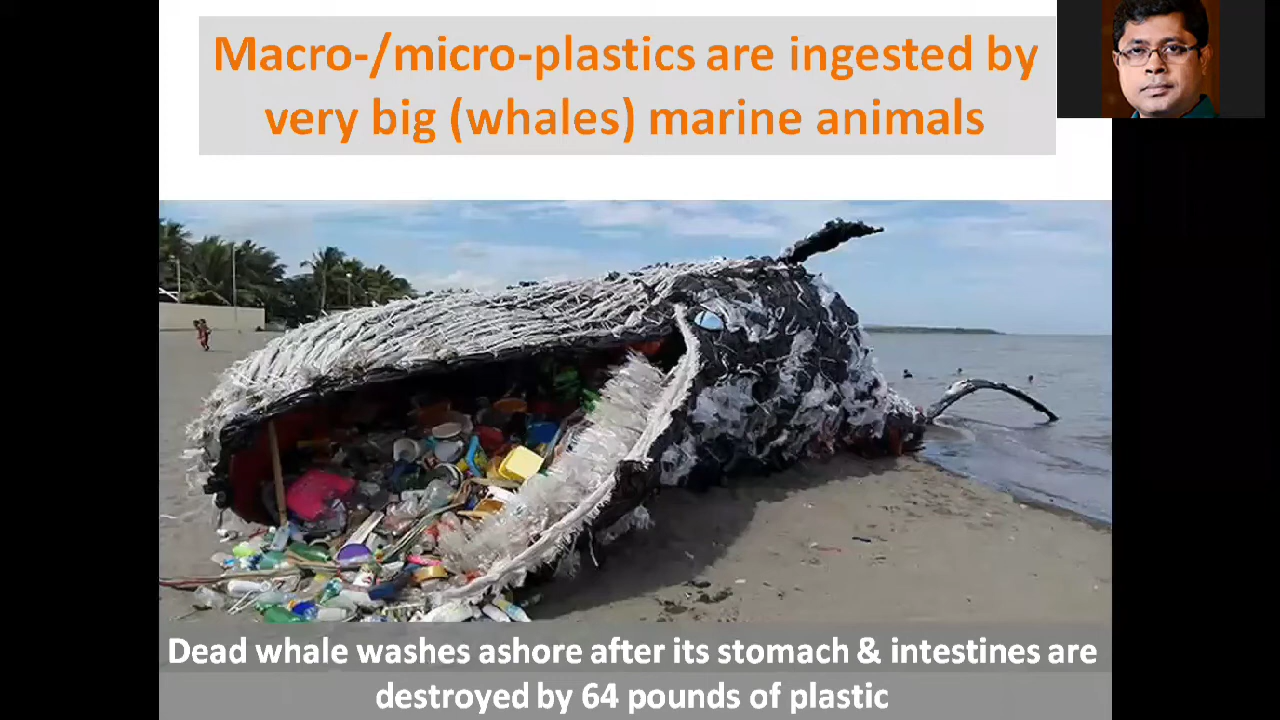 Macro-/micro-plastics are ingested by
very big (whales) marine animals
Dead whale washes ashore after its stomach & intestines are
destroyed by 64 pounds of plastic